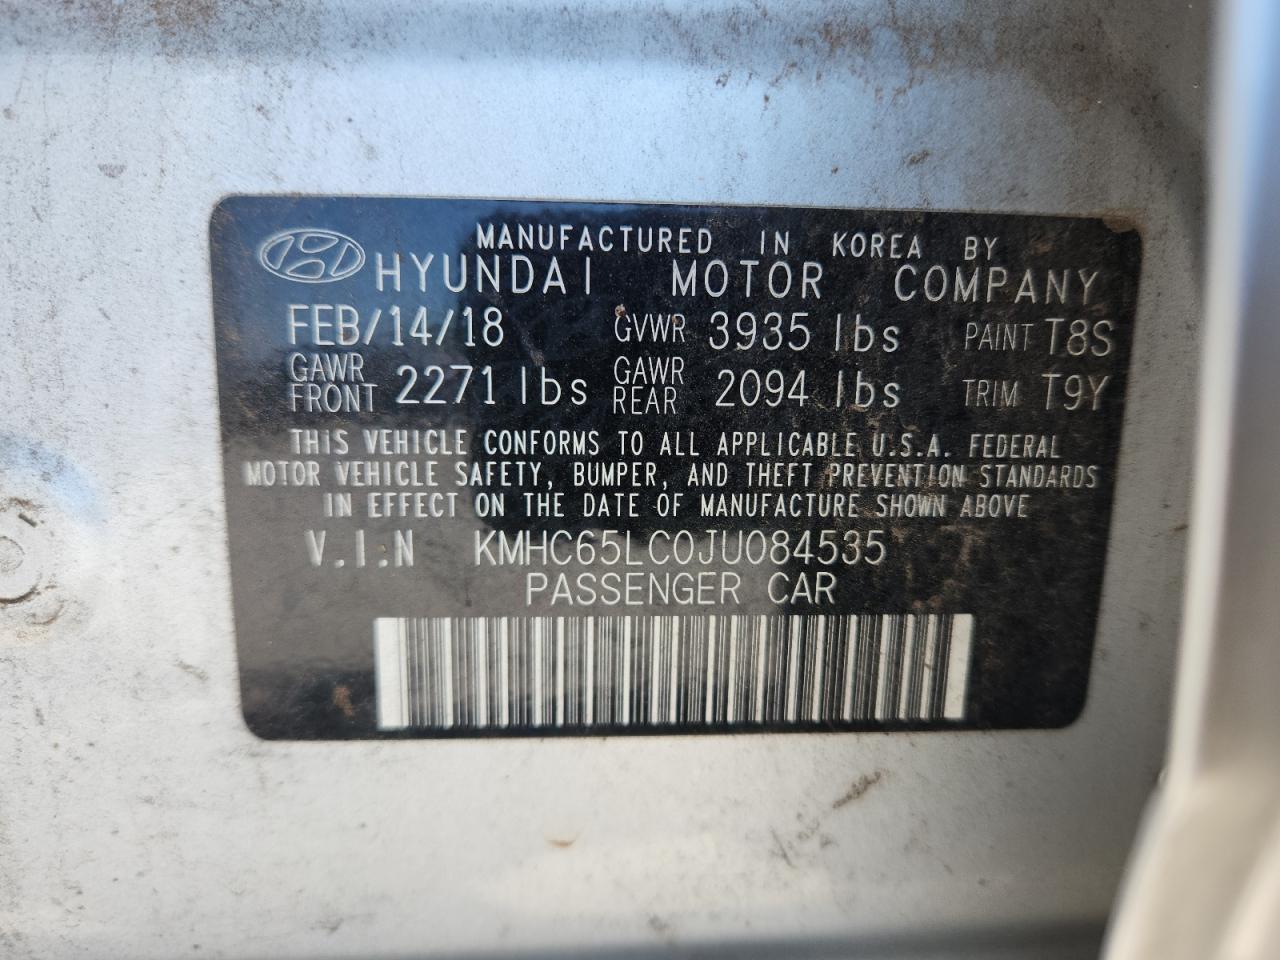 MANUFACTURED IN KOREA BY
HYUNDAI MOTOR COMPANY
FEB/14/18 GVWR 3935 lbs PAINT T8S
GAWR FRONT 2271 lbs GAWR REAR 2094 lbs TRIM T9Y
THiS VEHICLE CONFORMS TO ALL APPLICABLE U.S.A. FEDERAL
MOTOR VEHICLE SAFETY, BUMPER, AND THEFT PREVENTION STANDARDS
IN EFFECT ON THE DATE OF MANUFACTURE SHOWN ABOVE
V.I.N KMHC65LC0JU084535
PASSENGER CAR